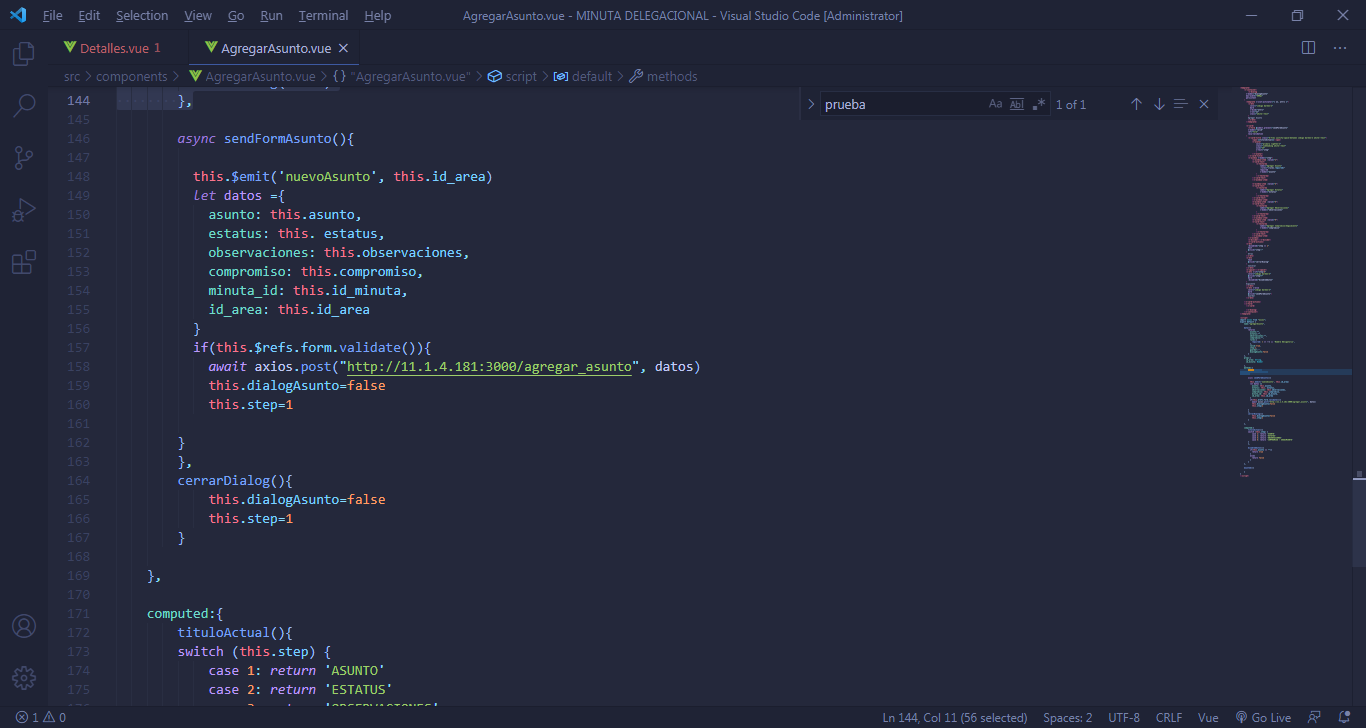 File Edit Selection View Go Run Terminal Help AgregarAsunto.vue - MINUTA DELEGACIONAL - Visual Studio Code [Administrator]
Detalles.vue 1 AgregarAsunto.vue
src > components > AgregarAsunto.vue > {} "AgregarAsunto.vue" > script > default > methods
prueba Aa Abl .* 1 of 1
144 },
145
146 async sendFormAsunto(){
147
148 this.$emit('nuevoAsunto', this.id_area)
149 let datos ={
150 asunto: this.asunto,
151 estatus: this. estatus,
152 observaciones: this.observaciones,
153 compromiso: this.compromiso,
154 minuta_id: this.id_minuta,
155 id_area: this.id_area
156 }
157 if(this.$refs.form.validate()){
158 await axios.post("http://11.1.4.181:3000/agregar_asunto", datos)
159 this.dialogAsunto=false
160 this.step=1
161
162 }
163 },
164 cerrarDialog(){
165 this.dialogAsunto=false
166 this.step=1
167 }
168
169 },
170
171 computed:{
172 tituloActual(){
173 switch (this.step) {
174 case 1: return 'ASUNTO'
175 case 2: return 'ESTATUS'
1 0 Ln 144, Col 11 (56 selected) Spaces: 2 UTF-8 CRLF Vue Go Live